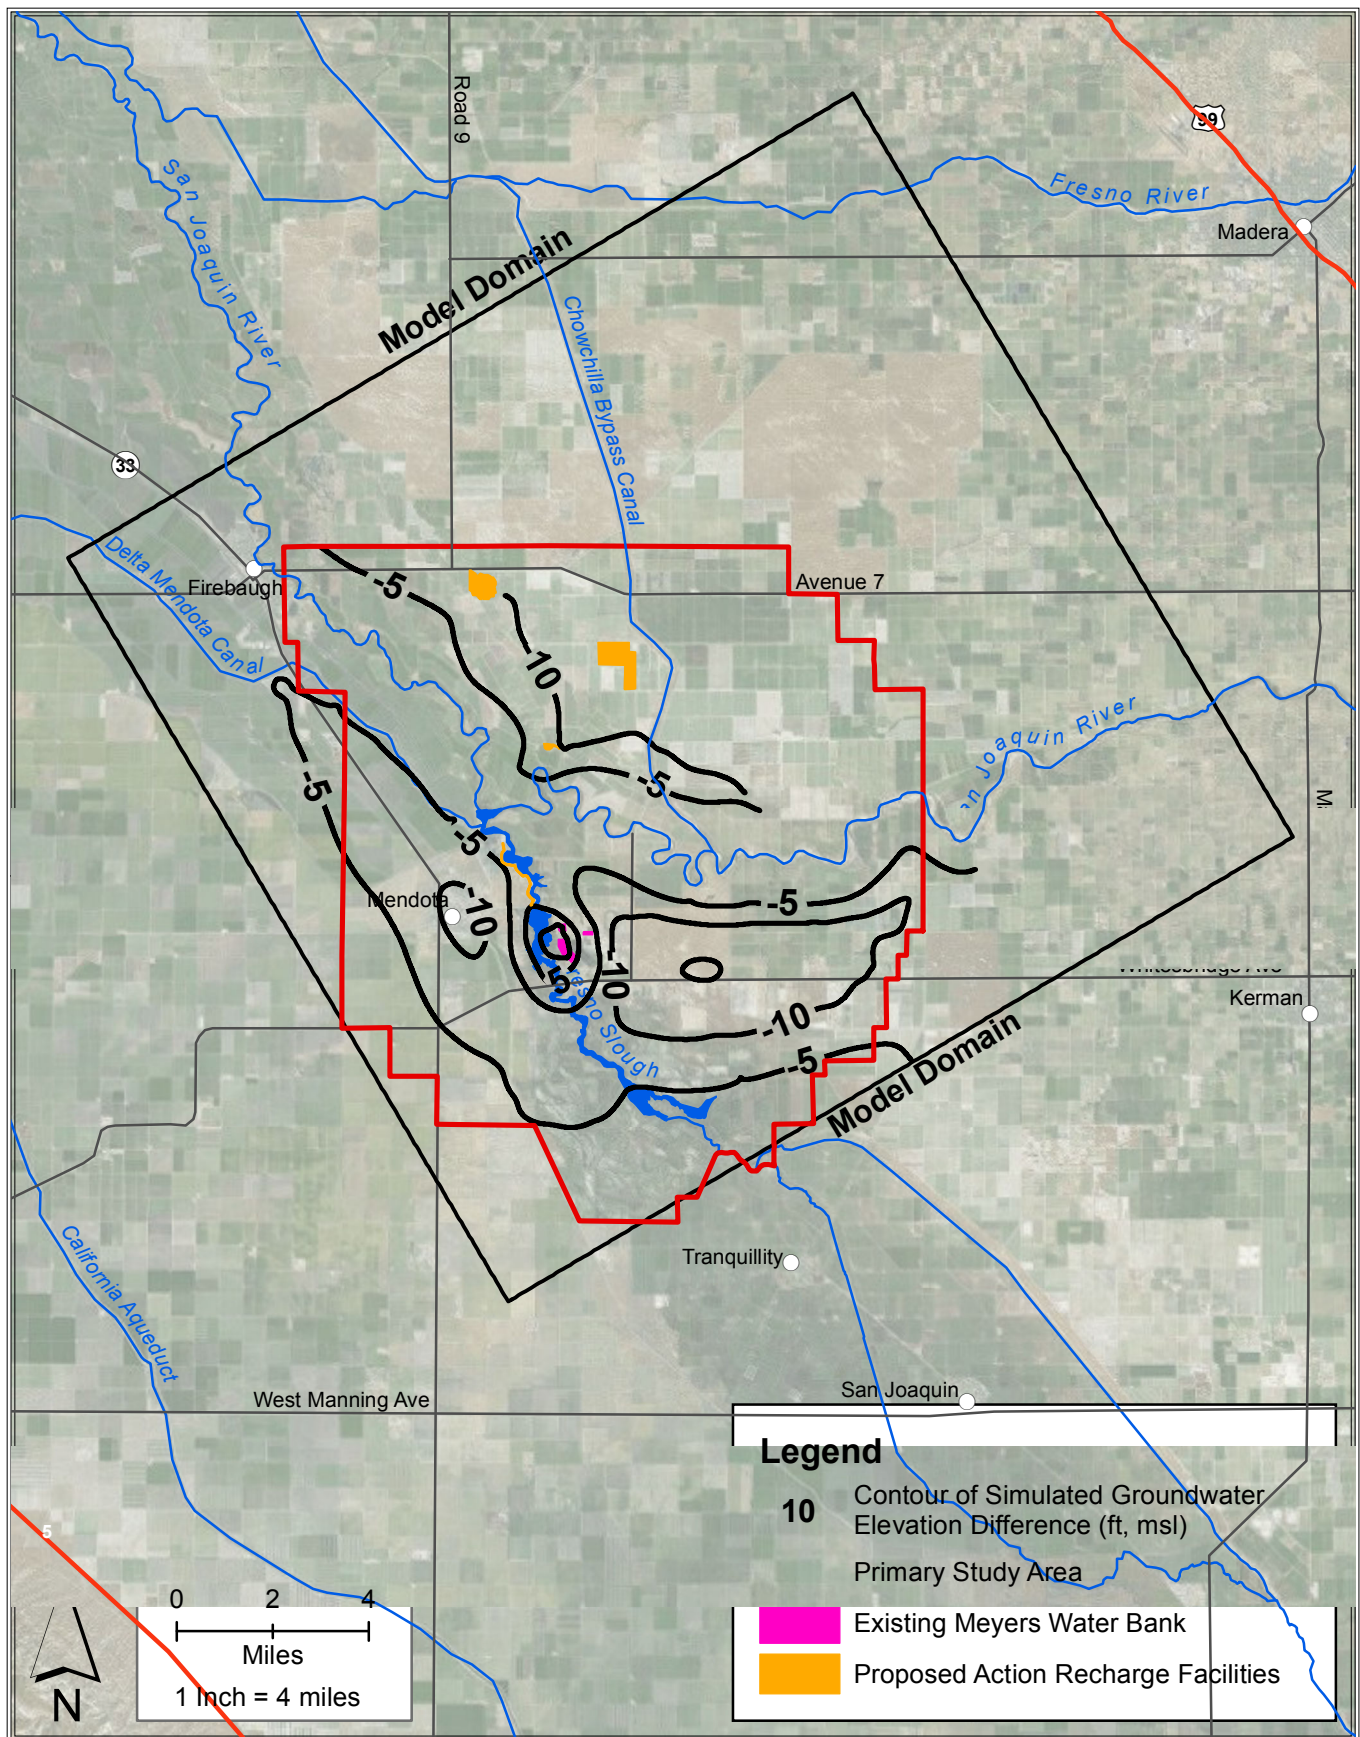 Road 9
99
San Joaquin River
Fresno River
Madera
Model Domain
Chowchilla Bypass Canal
33
Delta Mendota Canal
Firebaugh
-5
Avenue 7
-10
San Joaquin River
-5
-5
-5
Mendota
-10
-5
-10
5
Fresno Slough
Kerman
-10
-5
Model Domain
California Aqueduct
Tranquillity
San Joaquin
West Manning Ave
Legend
10 Contour of Simulated Groundwater
Elevation Difference (ft, msl)
Primary Study Area
Existing Meyers Water Bank
Proposed Action Recharge Facilities
5
0 2 4
Miles
1 Inch = 4 miles
N